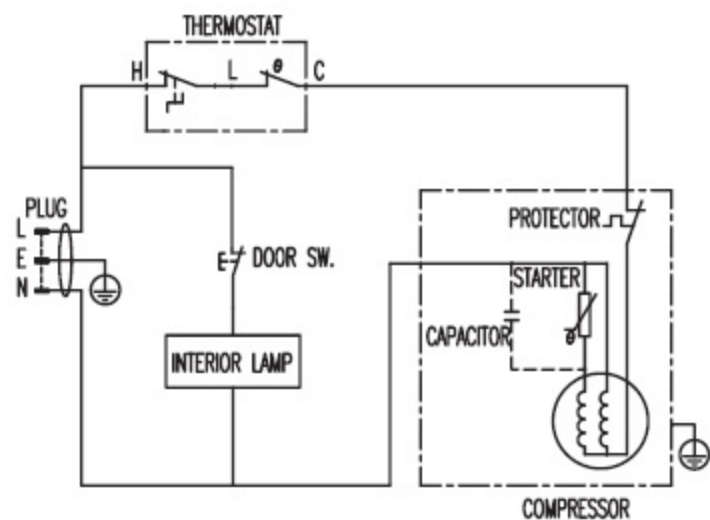 THERMOSTAT
H L θ C
PLUG
L
E
N
DOOR SW.
INTERIOR LAMP
PROTECTOR
STARTER
CAPACITOR
θ
COMPRESSOR